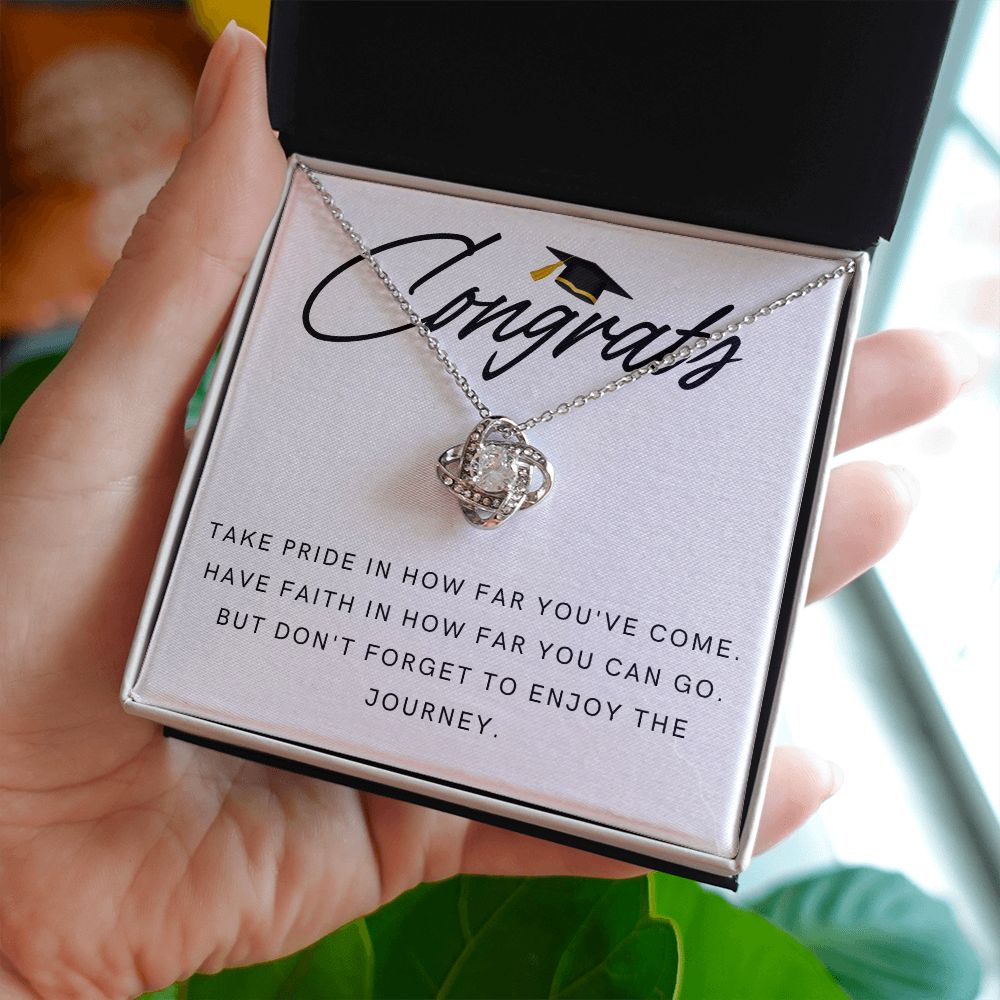 Congrats
TAKE PRIDE IN HOW FAR YOU'VE COME.
HAVE FAITH IN HOW FAR YOU CAN GO.
BUT DON'T FORGET TO ENJOY THE
JOURNEY.